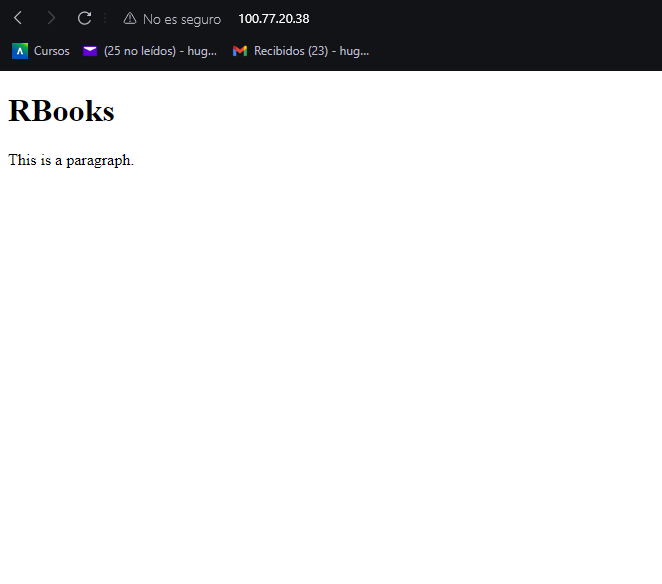 No es seguro 100.77.20.38
Cursos (25 no leídos) - hug... Recibidos (23) - hug...
RBooks
This is a paragraph.